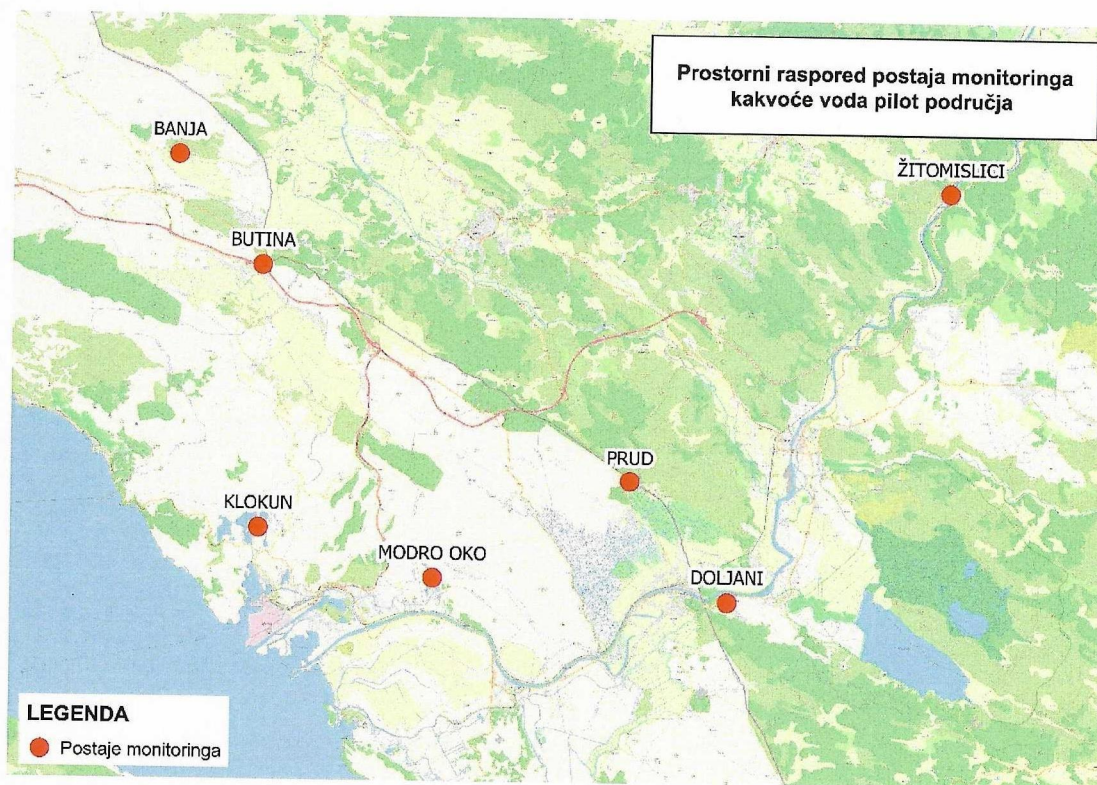 Prostorni raspored postaja monitoringa
kakvoće voda pilot područja
BANJA
ŽITOMISLICI
BUTINA
PRUD
KLOKUN
MODRO OKO
DOLJANI
LEGENDA
Postaje monitoringa